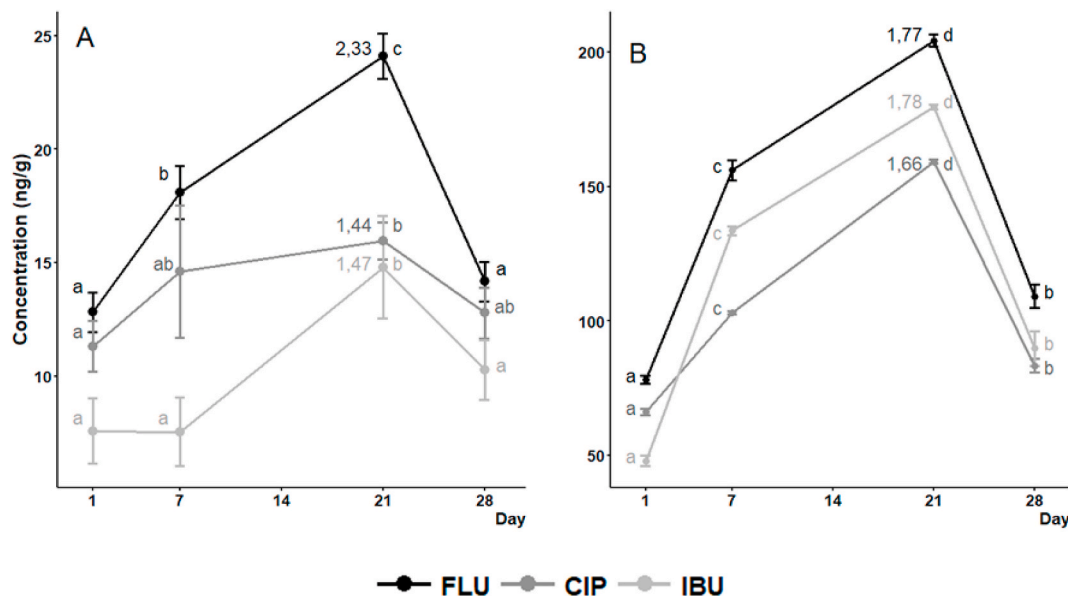 A
Concentration (ng/g)
25
20
15
10
2,33 c
b
a
a
1,44 b
ab
a
1,47 b
ab
a
a
a
1 7 14 21 28
Day
B
200
150
100
50
1,77 d
1,78 d
1,66 d
c
c
c
b
b
b
a
a
a
1 7 14 21 28
Day
FLU CIP IBU